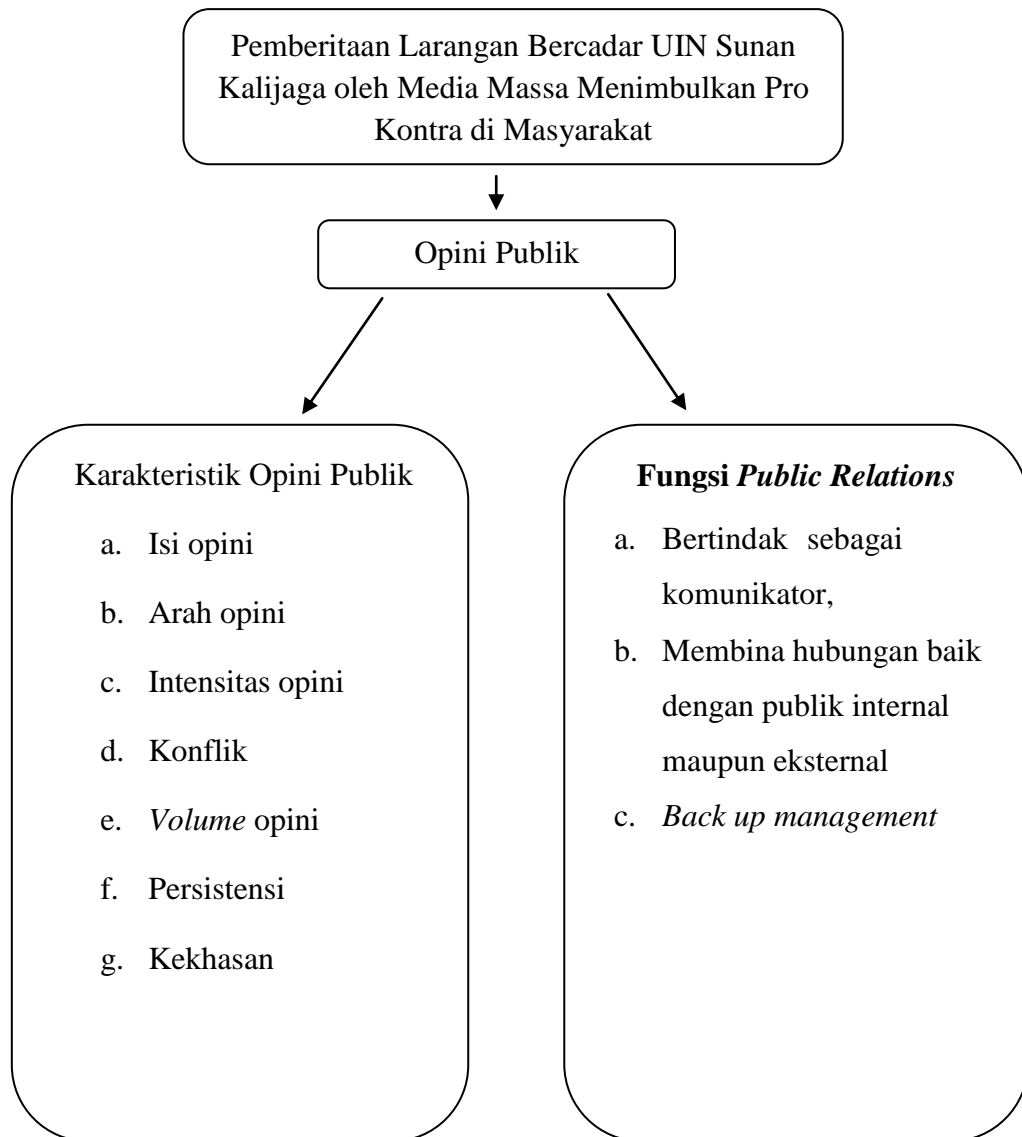 Pemberitaan Larangan Bercadar UIN Sunan
Kalijaga oleh Media Massa Menimbulkan Pro
Kontra di Masyarakat
Opini Publik
Karakteristik Opini Publik
a. Isi opini
b. Arah opini
c. Intensitas opini
d. Konflik
e. Volume opini
f. Persistensi
g. Kekhasan
Fungsi Public Relations
a. Bertindak sebagai
komunikator,
b. Membina hubungan baik
dengan publik internal
maupun eksternal
c. Back up management